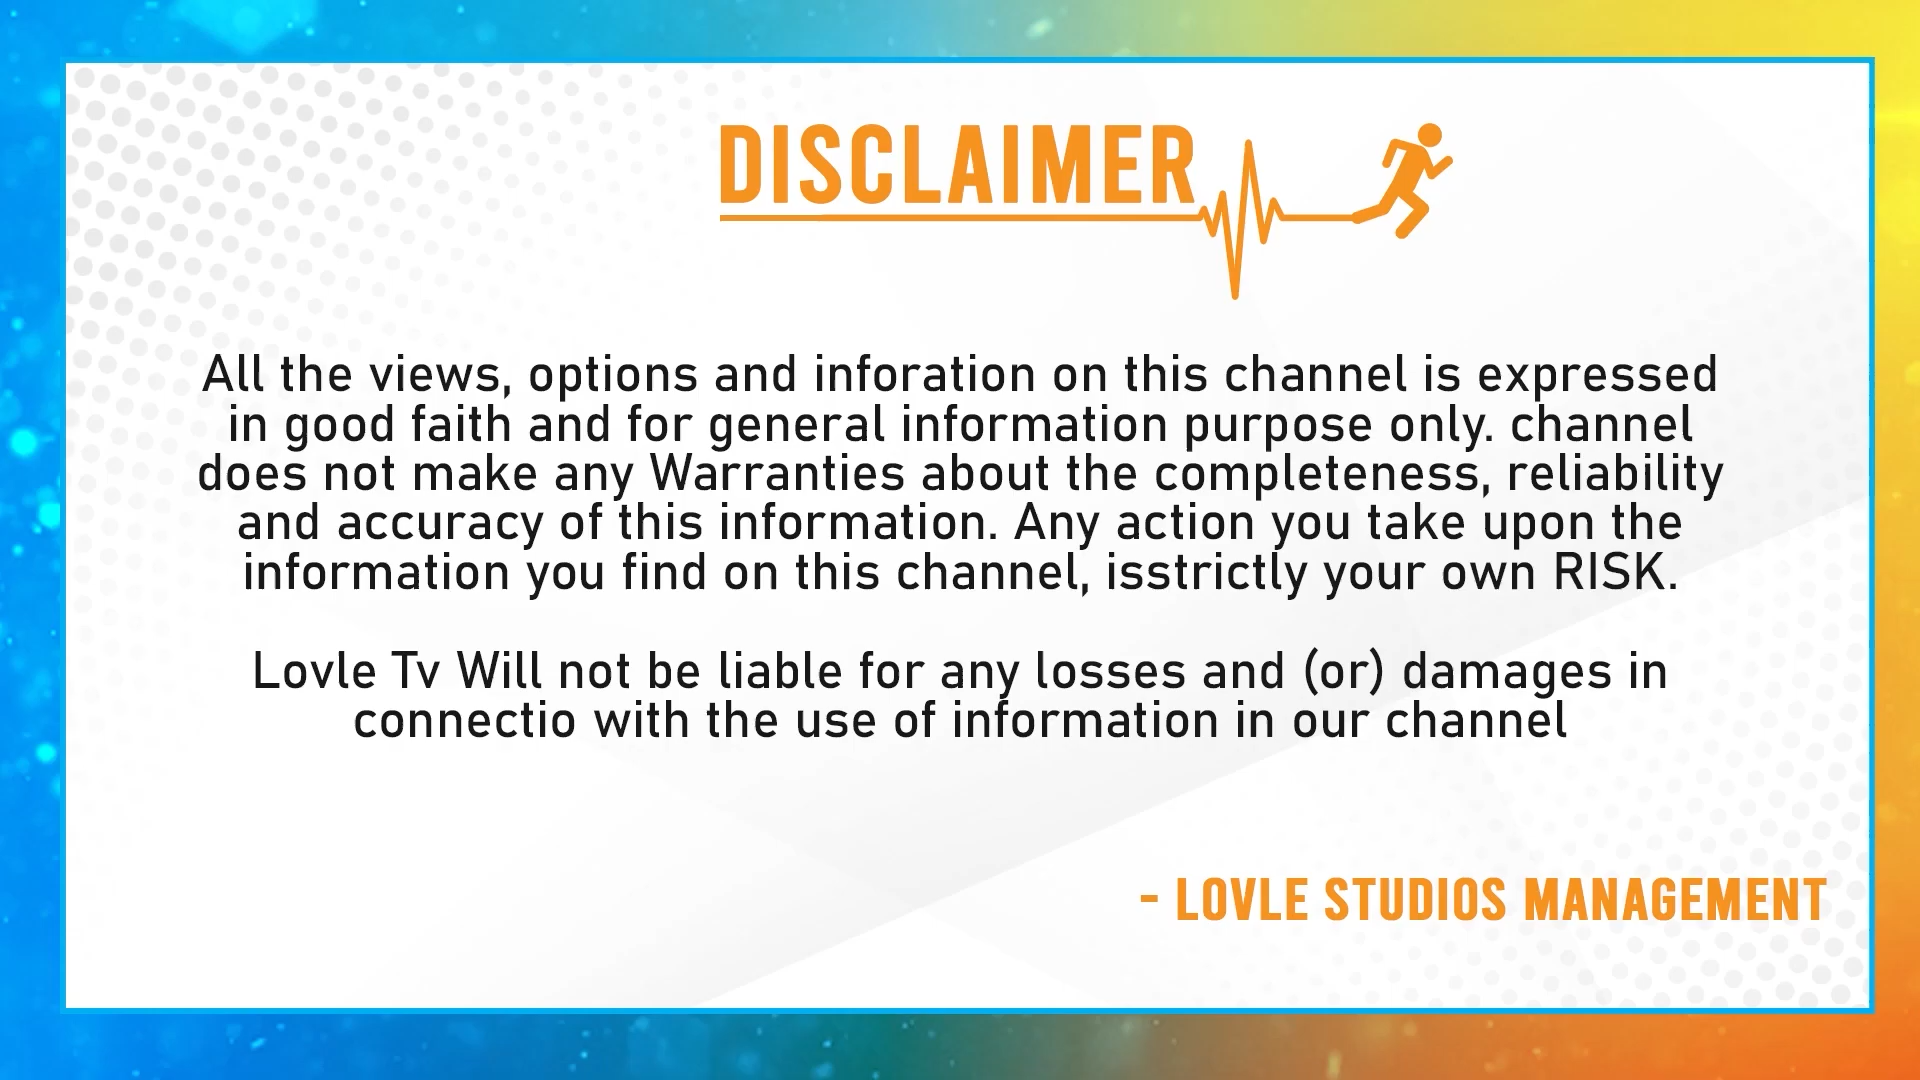 DISCLAIMER
All the views, options and inforation on this channel is expressed
in good faith and for general information purpose only. channel
does not make any Warranties about the completeness, reliability
and accuracy of this information. Any action you take upon the
information you find on this channel, isstrictly your own RISK.
Lovle Tv Will not be liable for any losses and (or) damages in
connectio with the use of information in our channel
- LOVLE STUDIOS MANAGEMENT